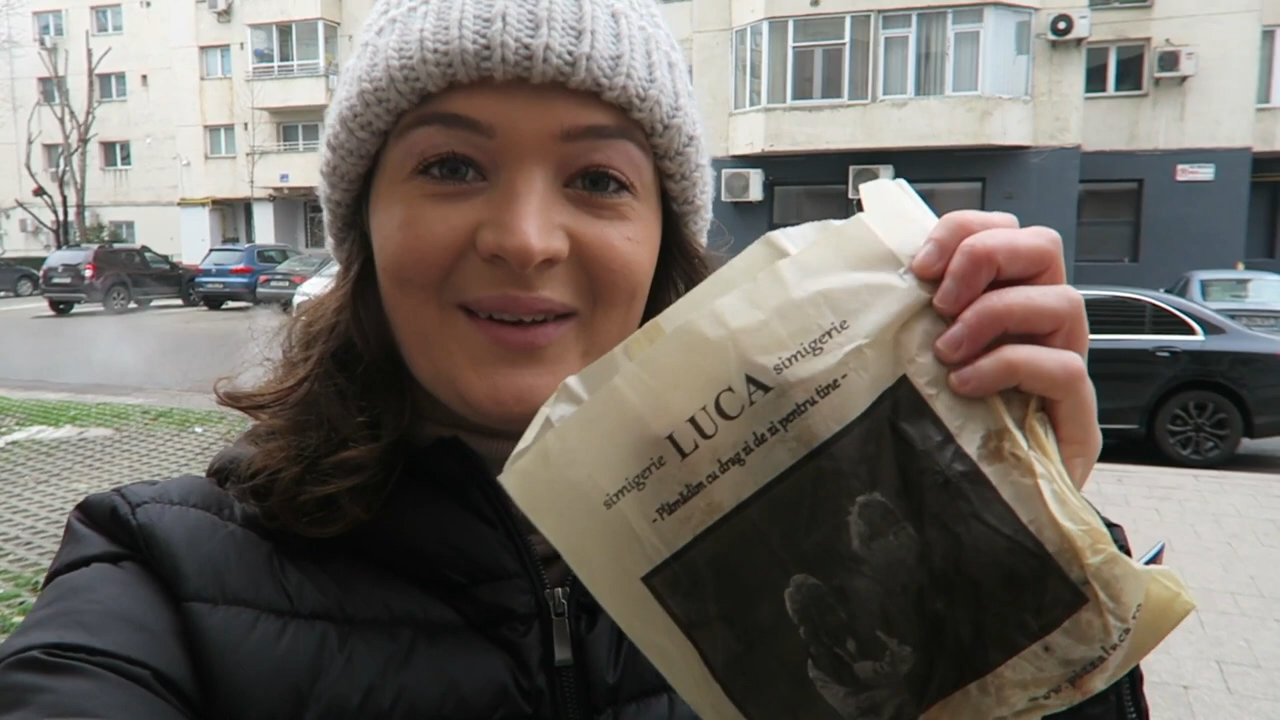 simigerie LUCA simigerie
- Plămădim cu drag zi de zi pentru tine -